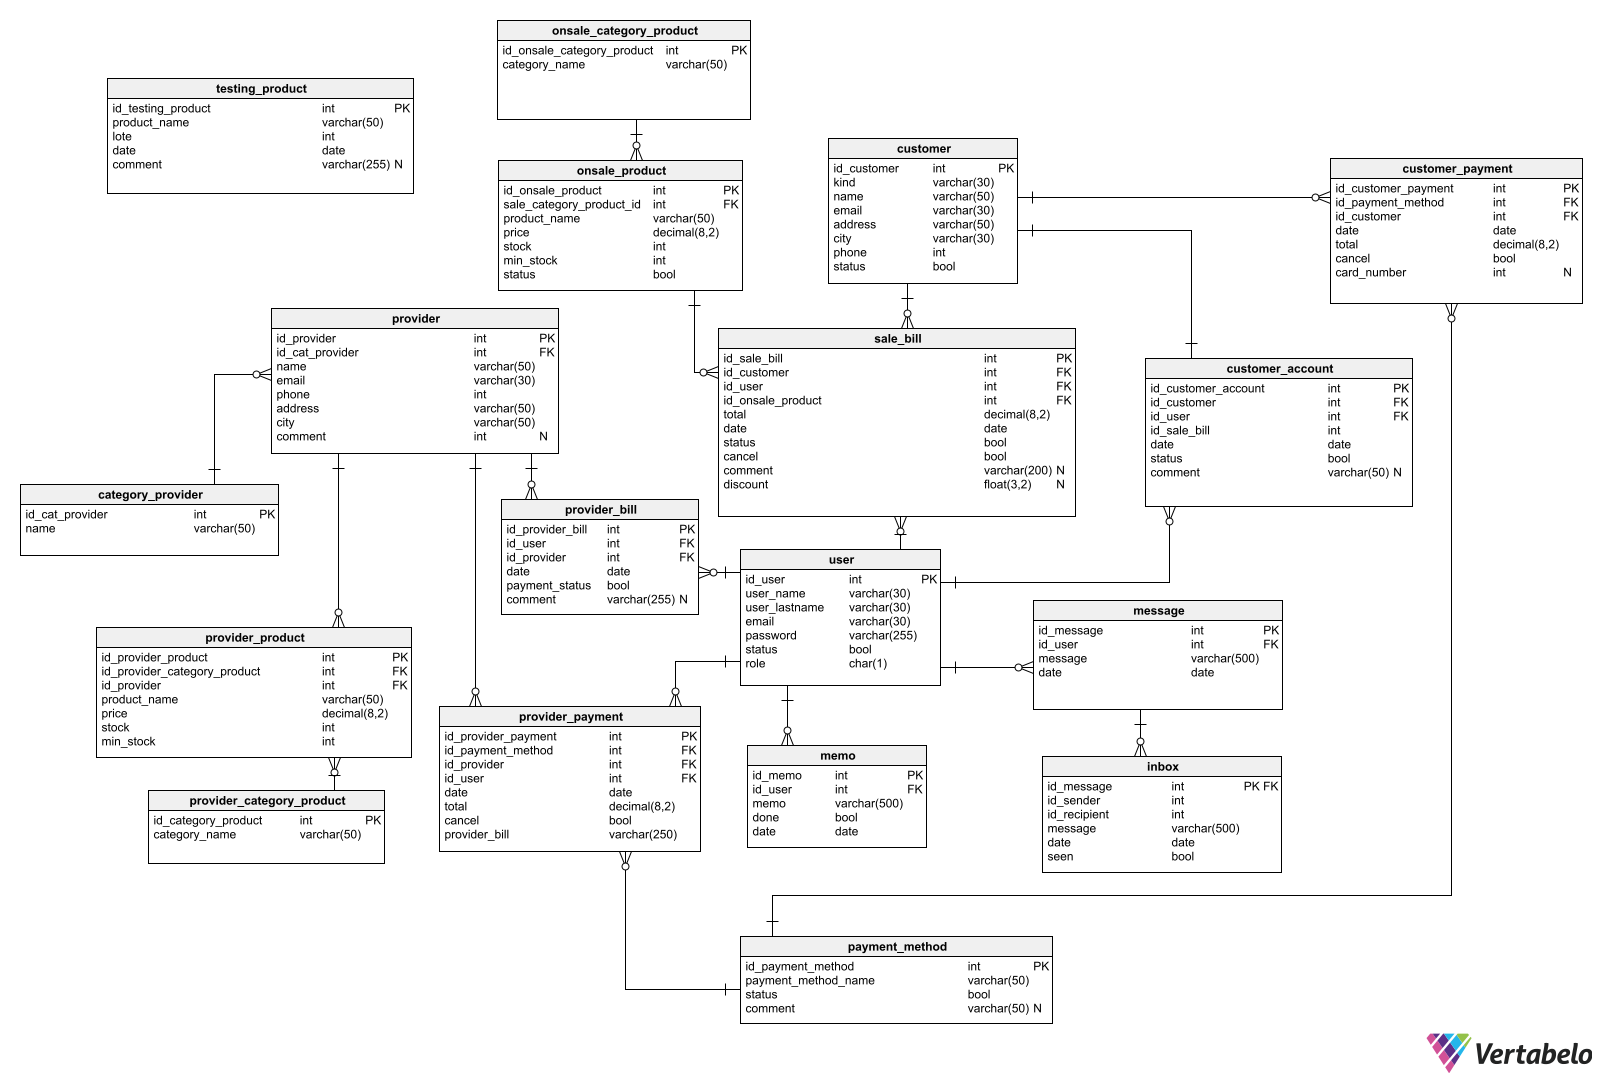 onsale_category_product
id_onsale_category_product int PK
category_name varchar(50)
testing_product
id_testing_product int PK
product_name varchar(50)
lote int
date date
comment varchar(255) N
onsale_product
id_onsale_product int PK
sale_category_product_id int FK
product_name varchar(50)
price decimal(8,2)
stock int
min_stock int
status bool
customer
id_customer int PK
kind varchar(30)
name varchar(50)
email varchar(30)
address varchar(50)
city varchar(30)
phone int
status bool
customer_payment
id_customer_payment int PK
id_payment_method int FK
id_customer int FK
date date
total decimal(8,2)
cancel bool
card_number int N
provider
id_provider int PK
id_cat_provider int FK
name varchar(50)
email varchar(30)
phone int
address varchar(50)
city varchar(50)
comment int N
sale_bill
id_sale_bill int PK
id_customer int FK
id_user int FK
id_onsale_product int FK
total decimal(8,2)
date date
status bool
cancel bool
comment varchar(200) N
discount float(3,2) N
customer_account
id_customer_account int PK
id_customer int FK
id_user int FK
id_sale_bill int
date date
status bool
comment varchar(50) N
category_provider
id_cat_provider int PK
name varchar(50)
provider_bill
id_provider_bill int PK
id_user int FK
id_provider int FK
date date
payment_status bool
comment varchar(255) N
user
id_user int PK
user_name varchar(30)
user_lastname varchar(30)
email varchar(30)
password varchar(255)
status bool
role char(1)
message
id_message int PK
id_user int FK
message varchar(500)
date date
provider_product
id_provider_product int PK
id_provider_category_product int FK
id_provider int FK
product_name varchar(50)
price decimal(8,2)
stock int
min_stock int
provider_payment
id_provider_payment int PK
id_payment_method int FK
id_provider int FK
id_user int FK
date date
total decimal(8,2)
cancel bool
provider_bill varchar(250)
memo
id_memo int PK
id_user int FK
memo varchar(500)
done bool
date date
inbox
id_message int PK FK
id_sender int
id_recipient int
message varchar(500)
date date
seen bool
provider_category_product
id_category_product int PK
category_name varchar(50)
payment_method
id_payment_method int PK
payment_method_name varchar(50)
status bool
comment varchar(50) N
Vertabelo